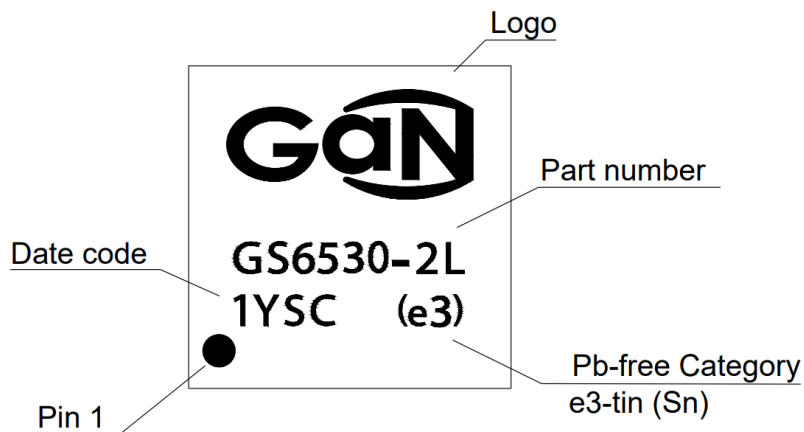 Logo
GaN
Part number
Date code
GS6530-2L
1YSC (e3)
Pb-free Category
e3-tin (Sn)
Pin 1